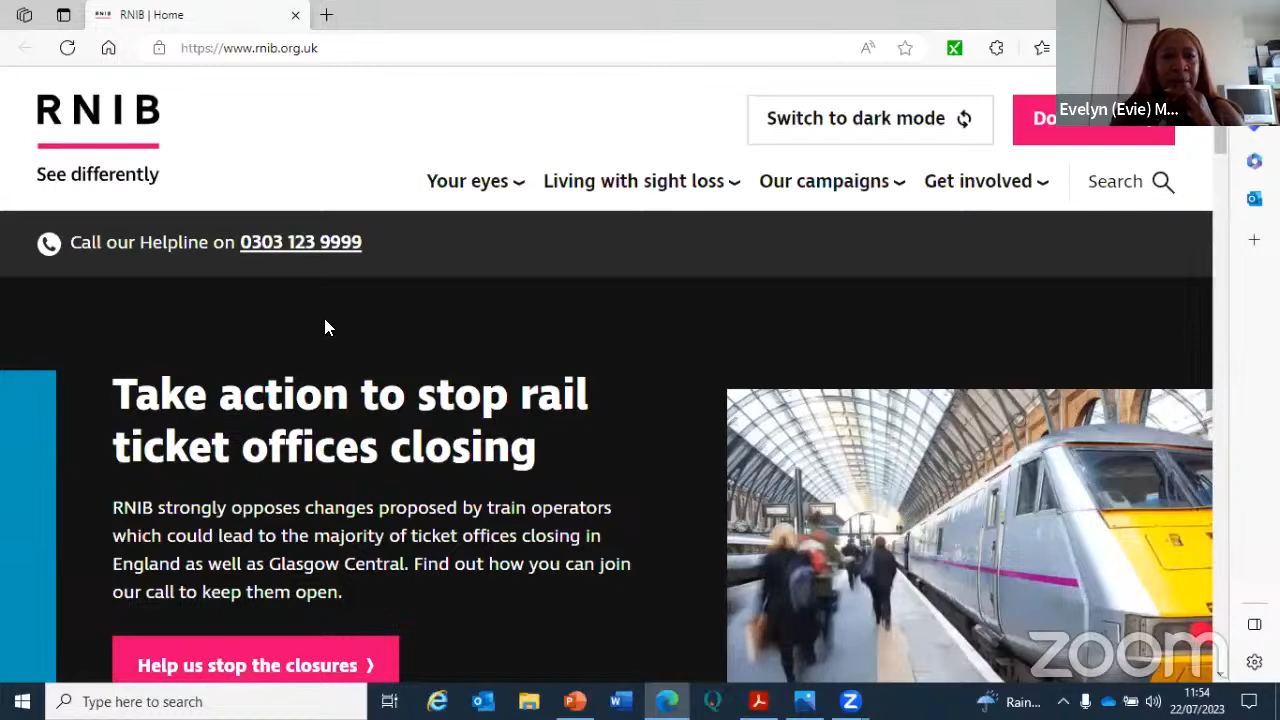 RNIB | Home
https://www.rnib.org.uk
Evelyn (Evie) M...
RNIB
See differently
Switch to dark mode
Do
Your eyes
Living with sight loss
Our campaigns
Get involved
Search
Call our Helpline on 0303 123 9999
Take action to stop rail
ticket offices closing
RNIB strongly opposes changes proposed by train operators
which could lead to the majority of ticket offices closing in
England as well as Glasgow Central. Find out how you can join
our call to keep them open.
Help us stop the closures
zoom
Type here to search
Rain...
11:54
22/07/2023